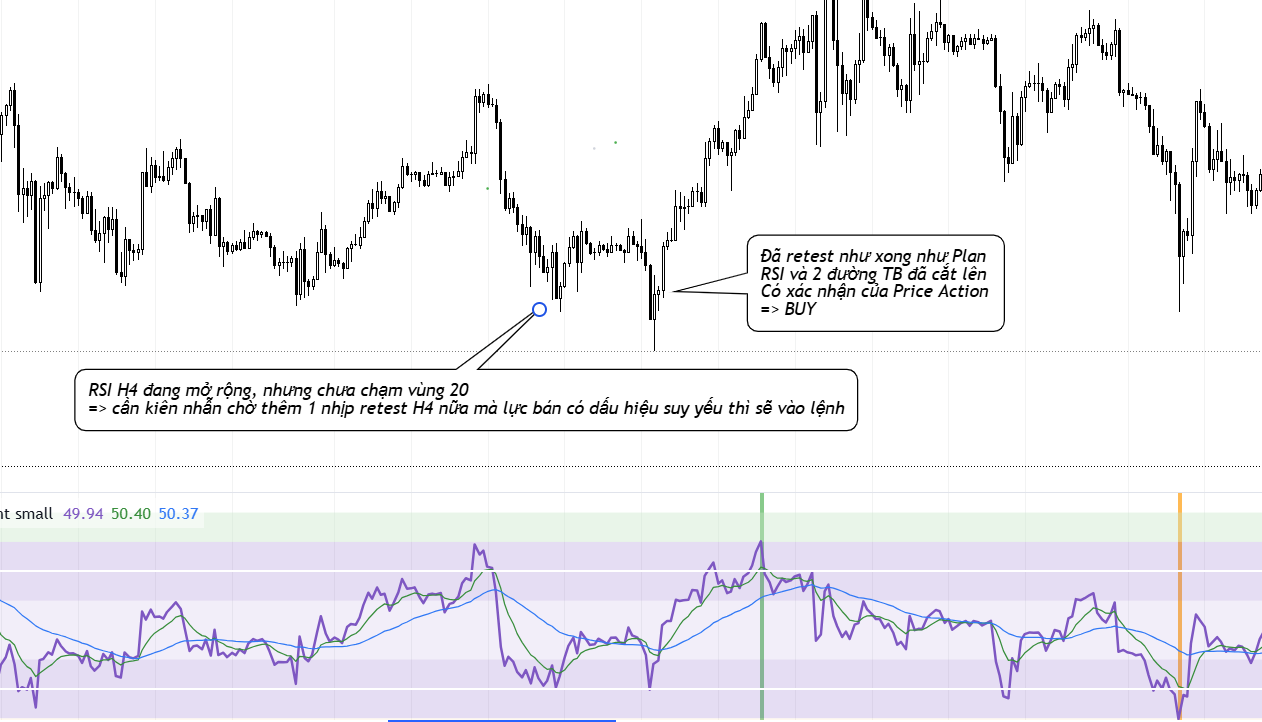 Đã retest như xong như Plan
RSI và 2 đường TB đã cắt lên
Có xác nhận của Price Action
=> BUY
RSI H4 đang mở rộng, nhưng chưa chạm vùng 20
=> cần kiên nhẫn chờ thêm 1 nhịp retest H4 nữa mà lực bán có dấu hiệu suy yếu thì sẽ vào lệnh
nt small 49.94 50.40 50.37